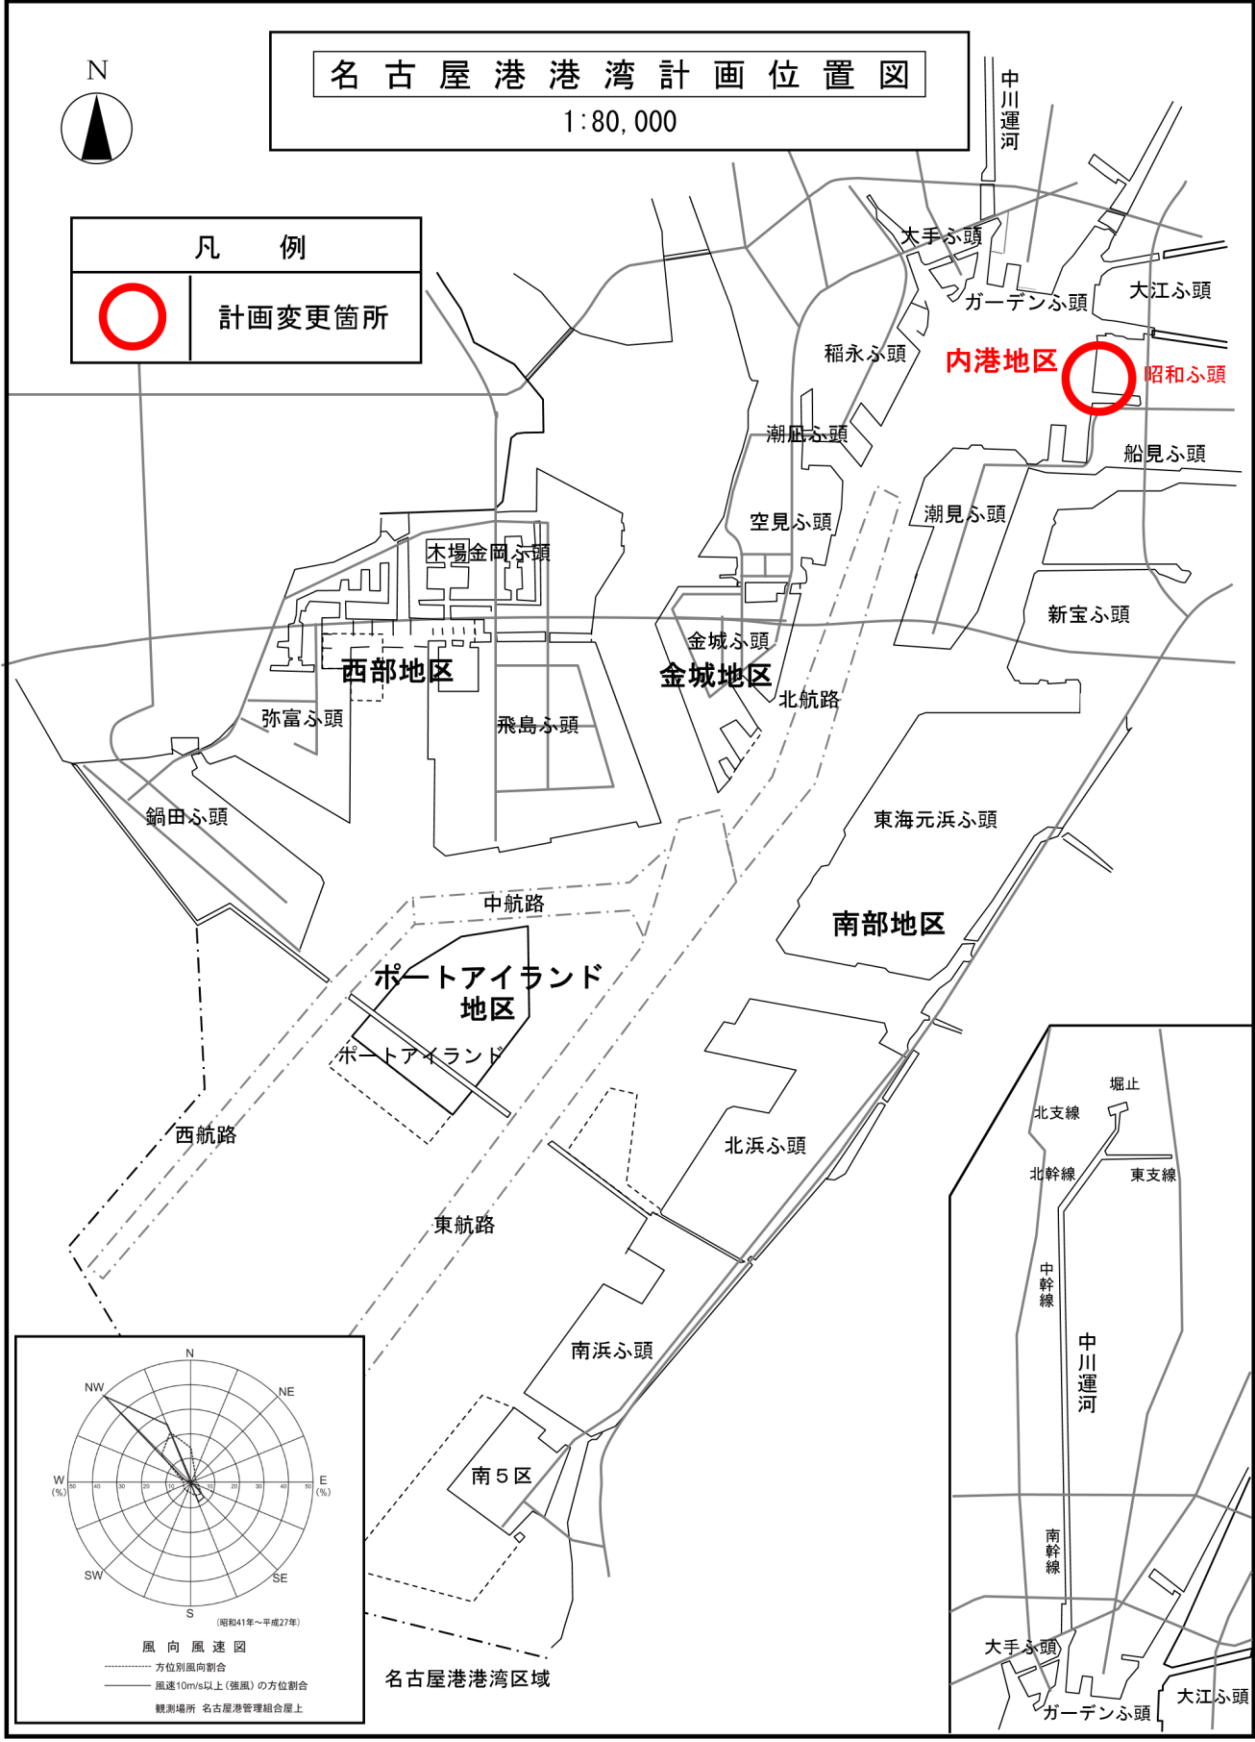 名古屋港港湾計画位置図
1:80,000
N
凡 例
計画変更箇所
中川運河
大手ふ頭
ガーデンふ頭
大江ふ頭
稲永ふ頭
内港地区
昭和ふ頭
潮凪ふ頭
船見ふ頭
空見ふ頭
潮見ふ頭
木場金岡ふ頭
新宝ふ頭
金城ふ頭
西部地区
金城地区
北航路
弥富ふ頭
飛島ふ頭
鍋田ふ頭
東海元浜ふ頭
中航路
南部地区
ポートアイランド
地区
ポートアイランド
西航路
北浜ふ頭
東航路
南浜ふ頭
南5区
名古屋港港湾区域
堀止
北支線
北幹線
東支線
中幹線
中川運河
南幹線
大手ふ頭
ガーデンふ頭
大江ふ頭
N
NW
NE
W
(%)
50 40 30 20 10
10 20 30 40 50
E
(%)
SW
SE
S
(昭和41年~平成27年)
風向風速図
方位別風向割合
風速10m/s以上(強風)の方位割合
観測場所 名古屋港管理組合屋上